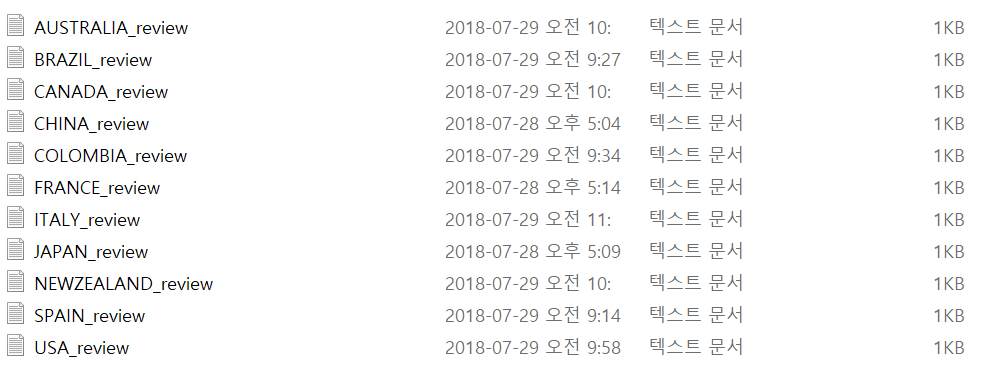 AUSTRALIA_review 2018-07-29 오전 10: 텍스트 문서 1KB
BRAZIL_review 2018-07-29 오전 9:27 텍스트 문서 1KB
CANADA_review 2018-07-29 오전 10: 텍스트 문서 1KB
CHINA_review 2018-07-28 오후 5:04 텍스트 문서 1KB
COLOMBIA_review 2018-07-29 오전 9:34 텍스트 문서 1KB
FRANCE_review 2018-07-28 오후 5:14 텍스트 문서 1KB
ITALY_review 2018-07-29 오전 11: 텍스트 문서 1KB
JAPAN_review 2018-07-28 오후 5:09 텍스트 문서 1KB
NEWZEALAND_review 2018-07-29 오전 10: 텍스트 문서 1KB
SPAIN_review 2018-07-29 오전 9:14 텍스트 문서 1KB
USA_review 2018-07-29 오전 9:58 텍스트 문서 1KB